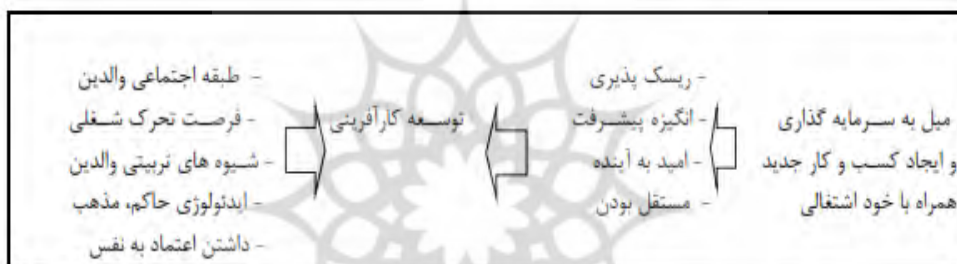 میل به سرمایه گذاری
و ایجاد کسب و کار جدید
همراه با خود اشتغالی
- ریسک پذیری
- انگیزه پیشرفت
- امید به آینده
- مستقل بودن
توسعه کارآفرینی
- طبقه اجتماعی والدین
- فرصت تحرک شغلی
- شیوه های تربیتی والدین
- ایدئولوژی حاکم، مذهب
- داشتن اعتماد به نفس